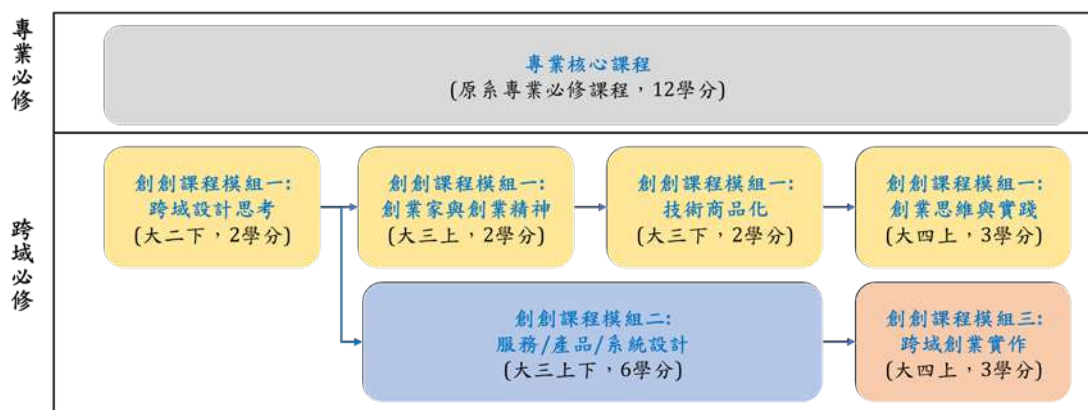 專業必修
專業核心課程
(原系專業必修課程,12學分)
跨域必修
創創課程模組一:
跨域設計思考
(大二下,2學分)
創創課程模組一:
創業家與創業精神
(大三上,2學分)
創創課程模組一:
技術商品化
(大三下,2學分)
創創課程模組一:
創業思維與實踐
(大四上,3學分)
創創課程模組二:
服務/產品/系統設計
(大三上下,6學分)
創創課程模組三:
跨域創業實作
(大四上,3學分)